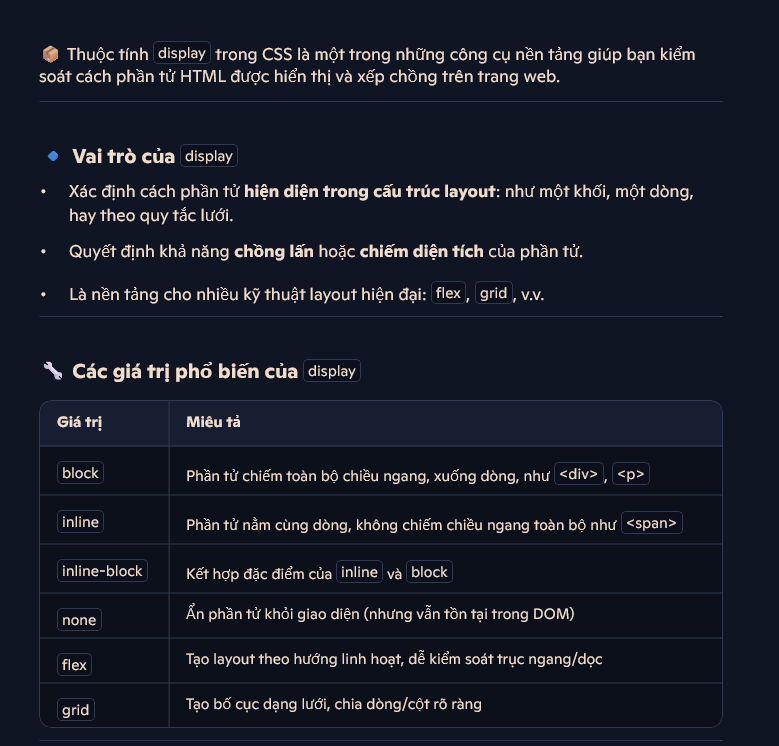 📦 Thuộc tính display trong CSS là một trong những công cụ nền tảng giúp bạn kiểm
soát cách phần tử HTML được hiển thị và xếp chồng trên trang web.
🔹 Vai trò của display
• Xác định cách phần tử hiện diện trong cấu trúc layout: như một khối, một dòng,
hay theo quy tắc lưới.
• Quyết định khả năng chồng lấn hoặc chiếm diện tích của phần tử.
• Là nền tảng cho nhiều kỹ thuật layout hiện đại: flex, grid, v.v.
🔧 Các giá trị phổ biến của display
Giá trị Miêu tả
block Phần tử chiếm toàn bộ chiều ngang, xuống dòng, như <div>, <p>
inline Phần tử nằm cùng dòng, không chiếm chiều ngang toàn bộ như <span>
inline-block Kết hợp đặc điểm của inline và block
none Ẩn phần tử khỏi giao diện (nhưng vẫn tồn tại trong DOM)
flex Tạo layout theo hướng linh hoạt, dễ kiểm soát trục ngang/dọc
grid Tạo bố cục dạng lưới, chia dòng/cột rõ ràng